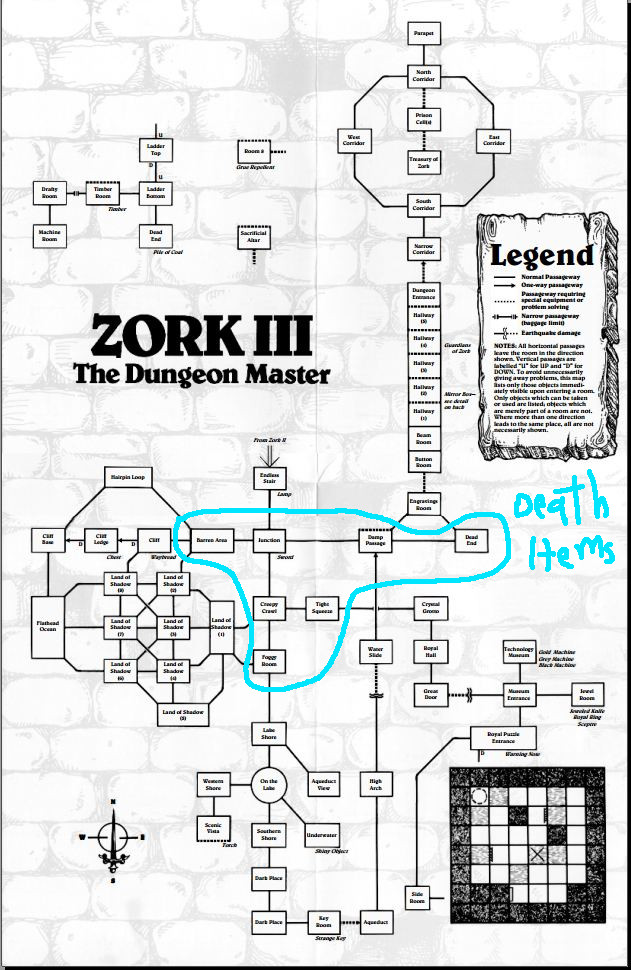 Parapet
North
Corridor
Prison
Cell(s)
West
Corridor
East
Corridor
Treasury of
Zork
South
Corridor
Narrow
Corridor
U
Ladder
Top
D
U
Room 8
Grue Repellent
Drafty
Room
Timber
Room
Timber
Ladder
Bottom
Machine
Room
Dead
End
Pile of Coal
Sacrificial
Altar
Legend
Normal Passageway
One-way passageway
Passageway requiring
special equipment or
problem solving
Narrow passageway
(baggage limit)
Earthquake damage
NOTES: All horizontal passages
leave the room in the direction
shown. Vertical passages are
labelled "U" for UP and "D" for
DOWN. To avoid unnecessarily
giving away problems, this map
lists only those objects immed-
iately visible upon entering a room.
Only objects which can be taken
or used are listed; objects which
are merely part of a room are not.
Where more than one direction
leads to the same place, all are not
necessarily shown.
ZORK III
The Dungeon Master
Dungeon
Entrance
Hallway
(5)
Hallway
(4)
Hallway
(3)
Hallway
(2)
Hallway
(1)
Guardians
of Zork
Mirror Box—
see detail
on back
Beam
Room
Button
Room
Engravings
Room
From Zork II
Endless
Stair
Lamp
Hairpin Loop
Cliff
Base
D
Cliff
Ledge
Chest
D
Cliff
Waybread
Barren Area
Junction
Sword
Damp
Passage
Dead
End
Death
Items
Land of
Shadow
(8)
Land of
Shadow
(2)
Flathead
Ocean
Land of
Shadow
(7)
Land of
Shadow
(3)
Land of
Shadow
(1)
Land of
Shadow
(6)
Land of
Shadow
(4)
Land of Shadow
(5)
Creepy
Crawl
Tight
Squeeze
Crystal
Grotto
Foggy
Room
Water
Slide
Royal
Hall
Great
Door
Technology
Museum
Gold Machine
Grey Machine
Black Machine
Museum
Entrance
Jewel
Room
Jeweled Knife
Royal Ring
Sceptre
Royal Puzzle
Entrance
D
Warning Note
Lake
Shore
Western
Shore
On the
Lake
Aqueduct
View
High
Arch
Scenic
Vista
Torch
Southern
Shore
Underwater
Shiny Object
Dark Place
Dark Place
Key
Room
Strange Key
Aqueduct
Side
Room
N
W
E
S